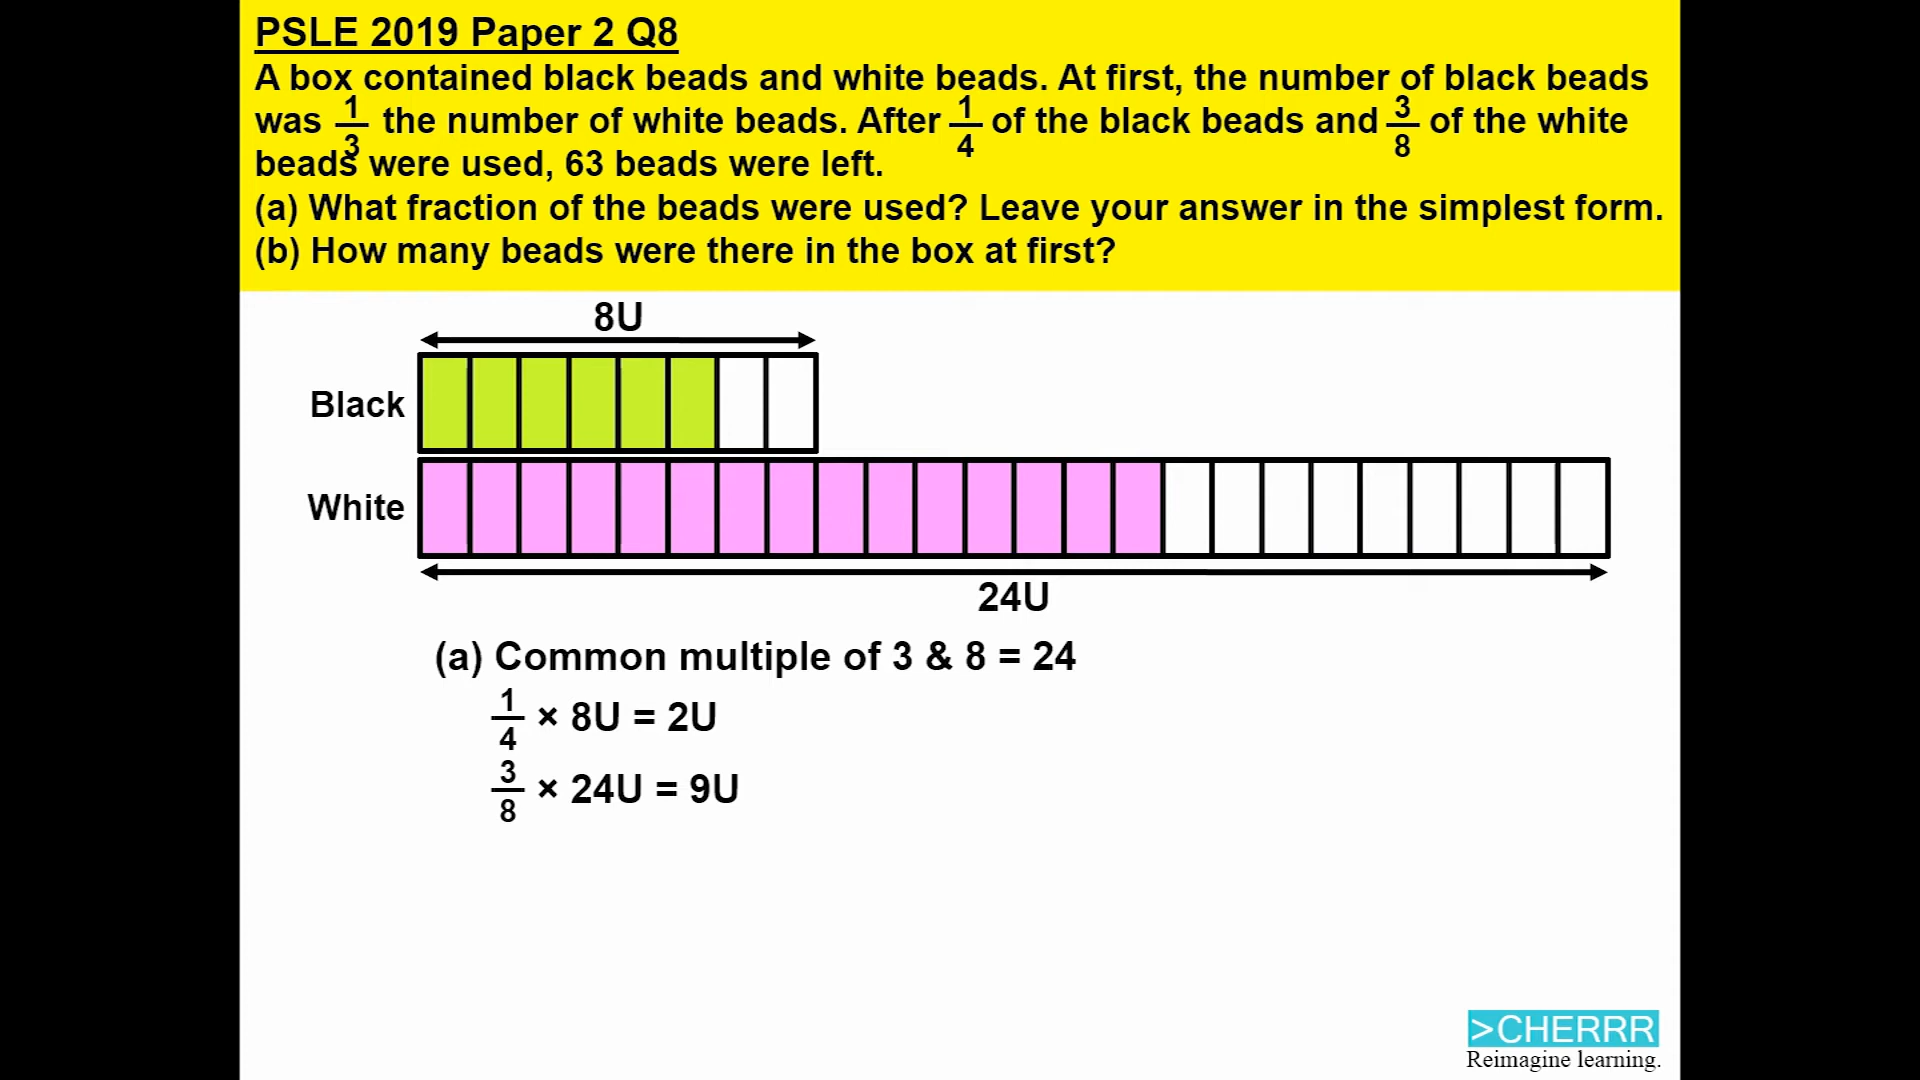 PSLE 2019 Paper 2 Q8
A box contained black beads and white beads. At first, the number of black beads
was 1/3 the number of white beads. After 1/4 of the black beads and 3/8 of the white
beads were used, 63 beads were left.
(a) What fraction of the beads were used? Leave your answer in the simplest form.
(b) How many beads were there in the box at first?
8U
Black
White
24U
(a) Common multiple of 3 & 8 = 24
1/4 × 8U = 2U
3/8 × 24U = 9U
>CHERRR
Reimagine learning.